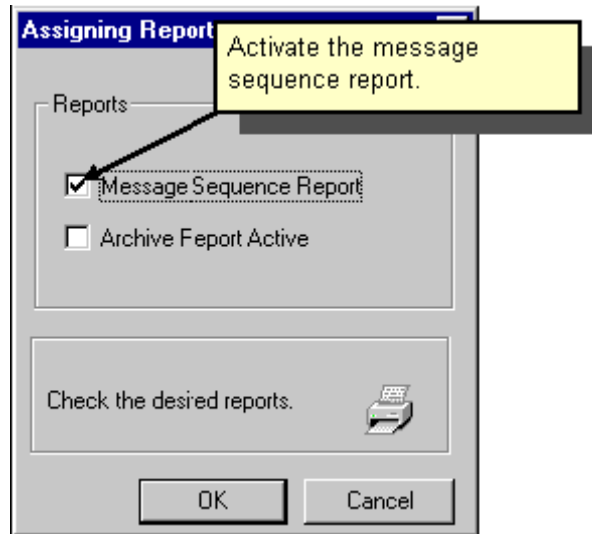 Assigning Report
Activate the message
sequence report.
Reports
Message Sequence Report
Archive Feport Active
Check the desired reports.
OK
Cancel